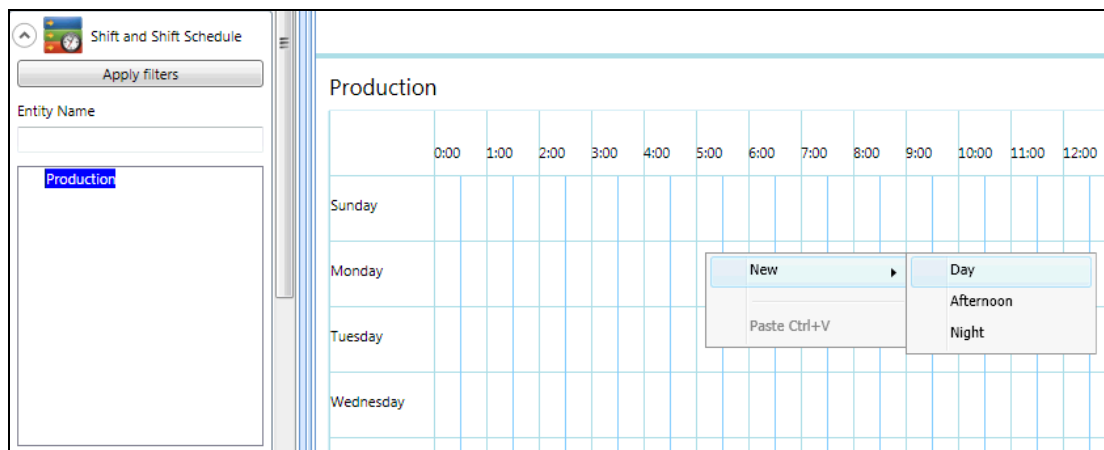 Shift and Shift Schedule
Apply filters
Entity Name
Production
Production
0:00 1:00 2:00 3:00 4:00 5:00 6:00 7:00 8:00 9:00 10:00 11:00 12:00
Sunday
Monday
New
Day
Afternoon
Paste Ctrl+V
Night
Tuesday
Wednesday